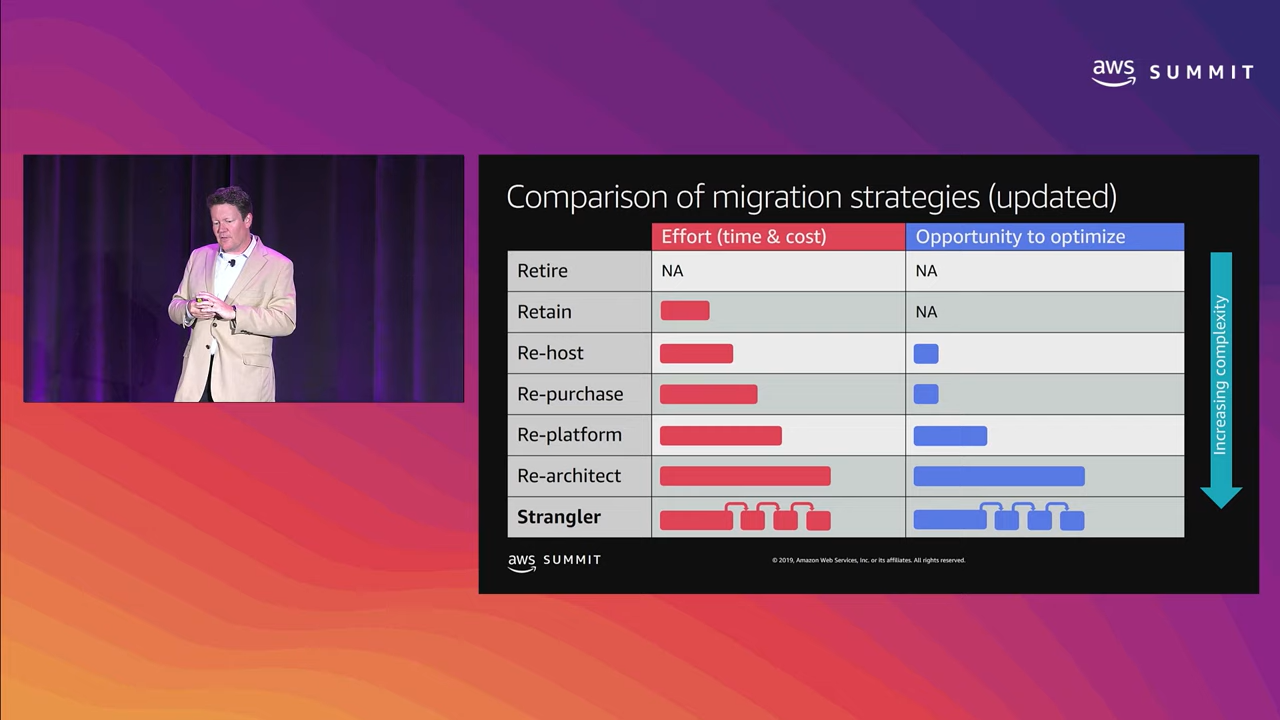 aws SUMMIT
Comparison of migration strategies (updated)
Effort (time & cost) Opportunity to optimize
Retire NA NA
Retain NA
Re-host
Re-purchase
Re-platform
Re-architect
Strangler
Increasing complexity
aws SUMMIT
© 2019, Amazon Web Services, Inc. or its affiliates. All rights reserved.